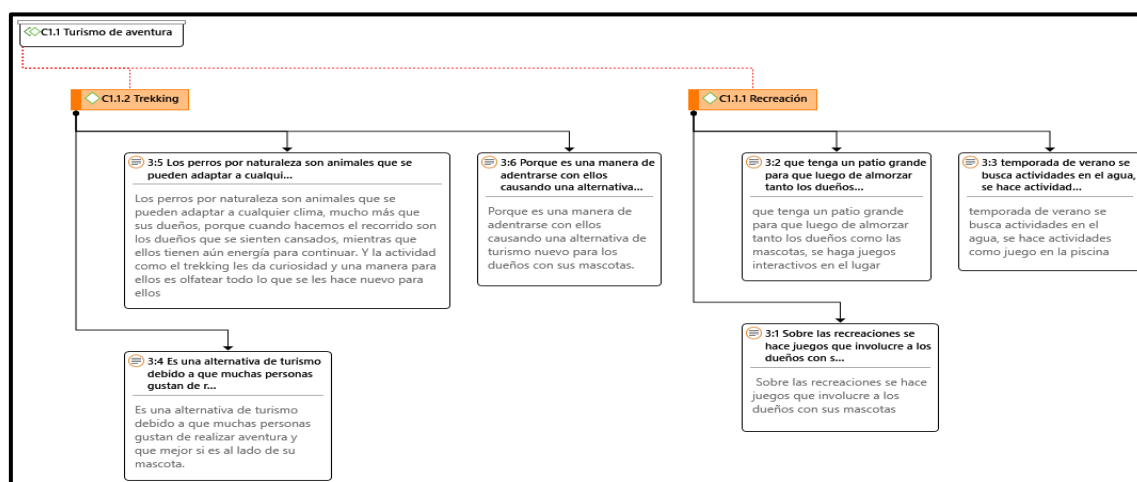 C1.1 Turismo de aventura
C1.1.2 Trekking
C1.1.1 Recreación
3:5 Los perros por naturaleza son animales que se
pueden adaptar a cualqui...
Los perros por naturaleza son animales que se
pueden adaptar a cualquier clima, mucho más que
sus dueños, porque cuando hacemos el recorrido son
los dueños que se sienten cansados, mientras que
ellos tienen aún energía para continuar. Y la actividad
como el trekking les da curiosidad y una manera para
ellos es olfatear todo lo que se les hace nuevo para
ellos
3:6 Porque es una manera de
adentrarse con ellos
causando una alternativa...
Porque es una manera de
adentrarse con ellos
causando una alternativa de
turismo nuevo para los
dueños con sus mascotas.
3:2 que tenga un patio grande
para que luego de almorzar
tanto los dueños...
que tenga un patio grande
para que luego de almorzar
tanto los dueños como las
mascotas, se haga juegos
interactivos en el lugar
3:3 temporada de verano se
busca actividades en el agua,
se hace actividad...
temporada de verano se
busca actividades en el
agua, se hace actividades
como juego en la piscina
3:4 Es una alternativa de turismo
debido a que muchas personas
gustan de r...
Es una alternativa de turismo
debido a que muchas personas
gustan de realizar aventura y
que mejor si es al lado de su
mascota.
3:1 Sobre las recreaciones se
hace juegos que involucre a los
dueños con s...
Sobre las recreaciones se hace
juegos que involucre a los
dueños con sus mascotas